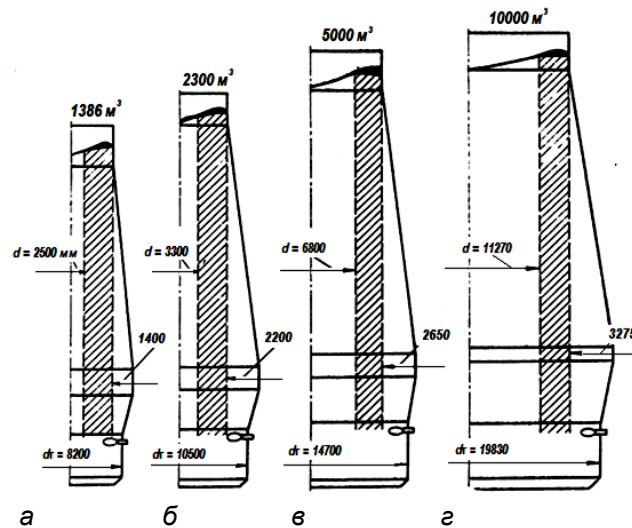 1386 м³
2300 м³
5000 м³
10000 м³
d = 2500 мм
d = 3300
d = 6800
d = 11270
1400
2200
2650
3275
dг = 8200
dг = 10500
dг = 14700
dг = 19830
а
б
в
г